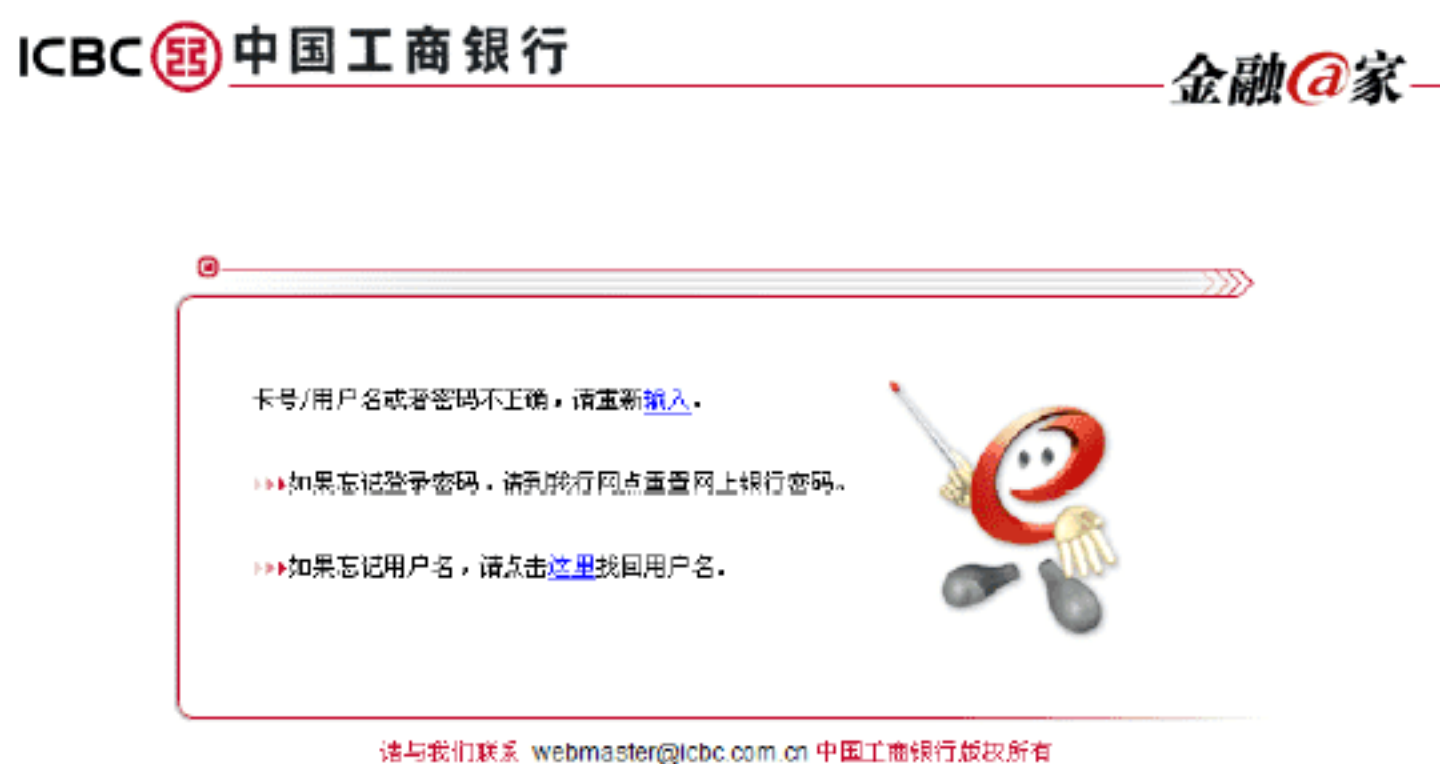 ICBC 中国工商银行
金融@家
卡号/用户名或者密码不正确，请重新输入。
如果忘记登录密码，请到我行网点重置网上银行密码。
如果忘记用户名，请点击这里找回用户名。
请与我们联系 webmaster@icbc.com.cn 中国工商银行版权所有